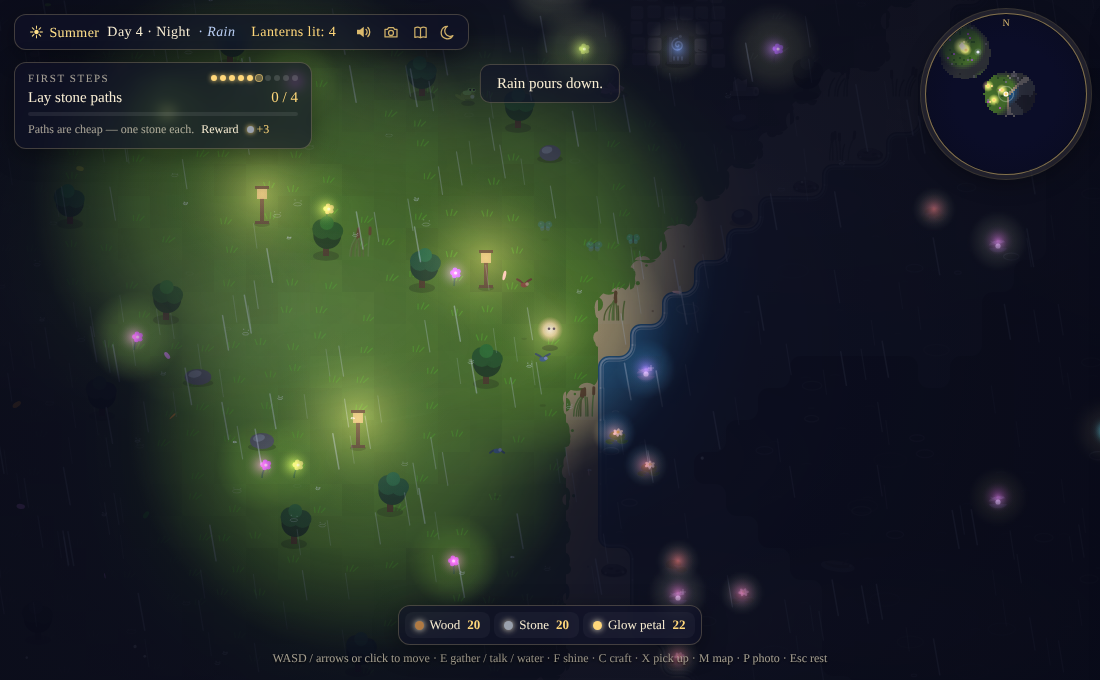 Summer Day 4 · Night · Rain Lanterns lit: 4
FIRST STEPS
Lay stone paths 0 / 4
Paths are cheap — one stone each. Reward +3
Rain pours down.
N
Wood 20 Stone 20 Glow petal 22
WASD / arrows or click to move · E gather / talk / water · F shine · C craft · X pick up · M map · P photo · Esc rest